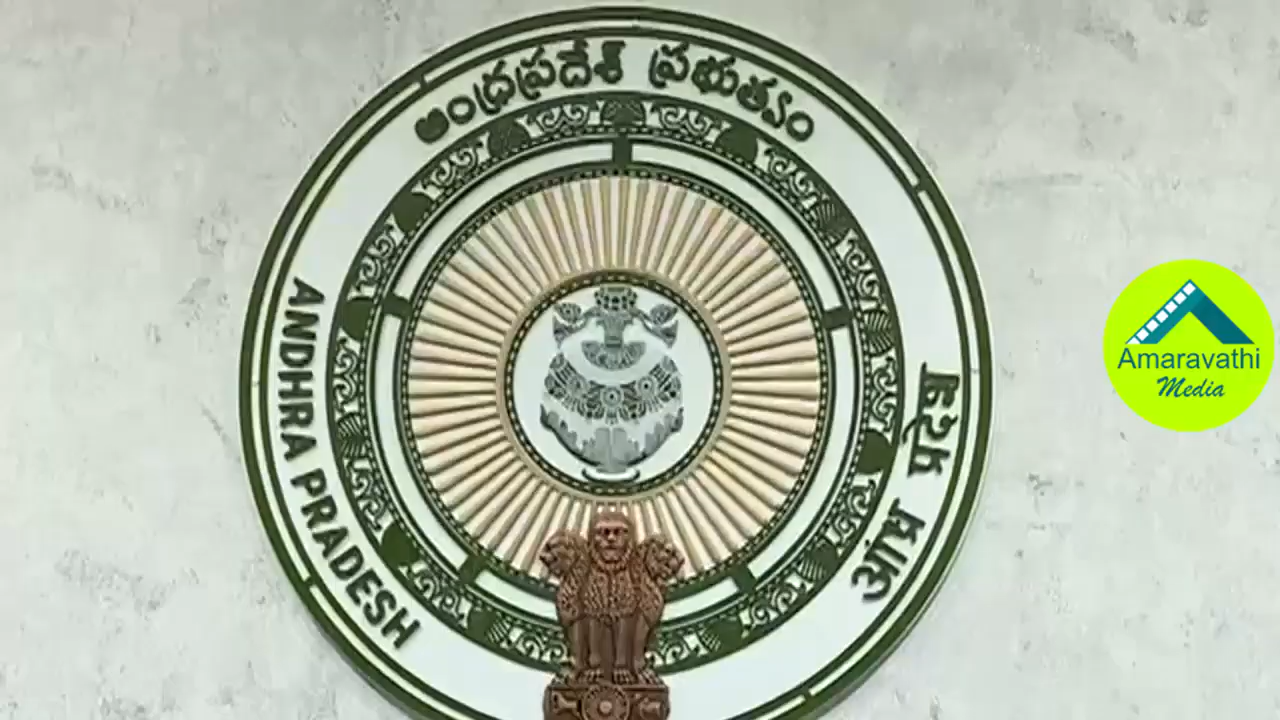 ఆంధ్రప్రదేశ్ ప్రభుత్వం
ANDHRA PRADESH
आंध्र प्रदेश
Amaravathi
Media